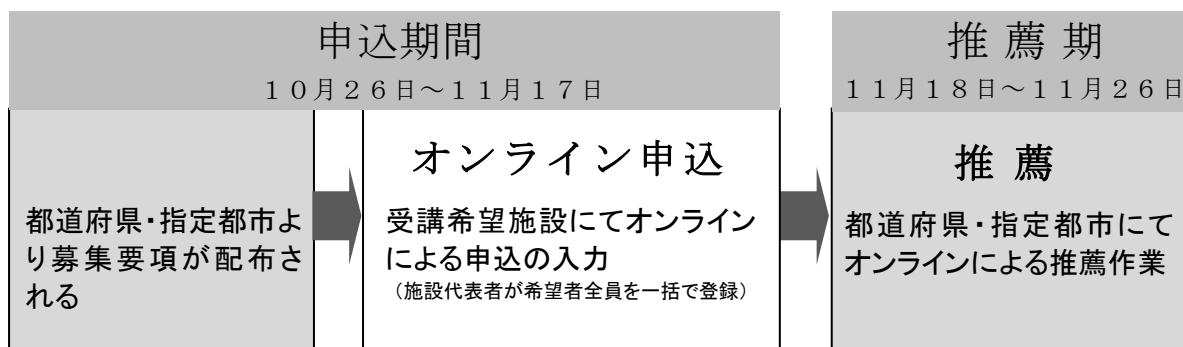 申込期間
１０月２６日～１１月１７日
都道府県・指定都市よ
り募集要項が配布さ
れる
オンライン申込
受講希望施設にてオンライン
による申込の入力
（施設代表者が希望者全員を一括で登録）
推薦期
１１月１８日～１１月２６日
推薦
都道府県・指定都市にて
オンラインによる推薦作業